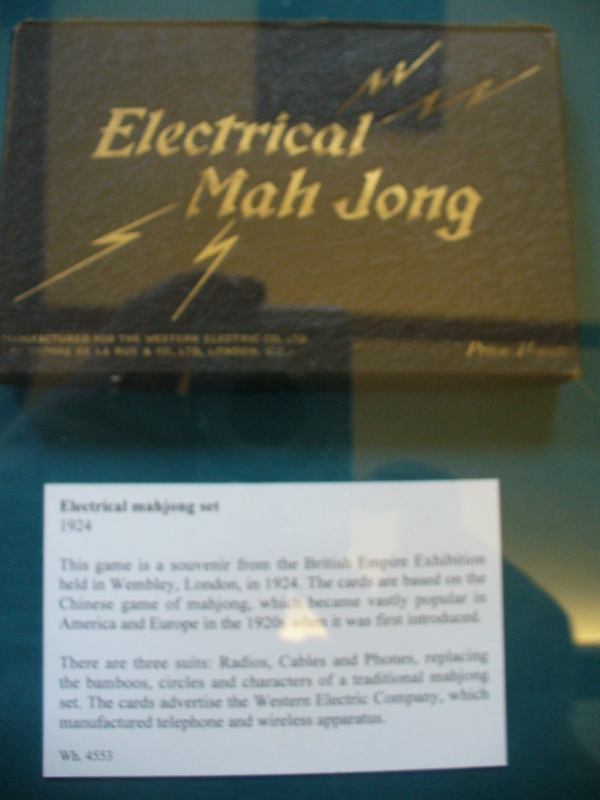 Electrical
Mah Jong
MANUFACTURED FOR THE WESTERN ELECTRIC CO. LTD.
BY THOMAS DE LA RUE & CO. LTD., LONDON. E.C.
Price
Electrical mahjong set
1924
This game is a souvenir from the British Empire Exhibition
held in Wembley, London, in 1924. The cards are based on the
Chinese game of mahjong, which became vastly popular in
America and Europe in the 1920s when it was first introduced.
There are three suits: Radios, Cables and Phones, replacing
the bamboos, circles and characters of a traditional mahjong
set. The cards advertise the Western Electric Company, which
manufactured telephone and wireless apparatus.
Wh. 4553